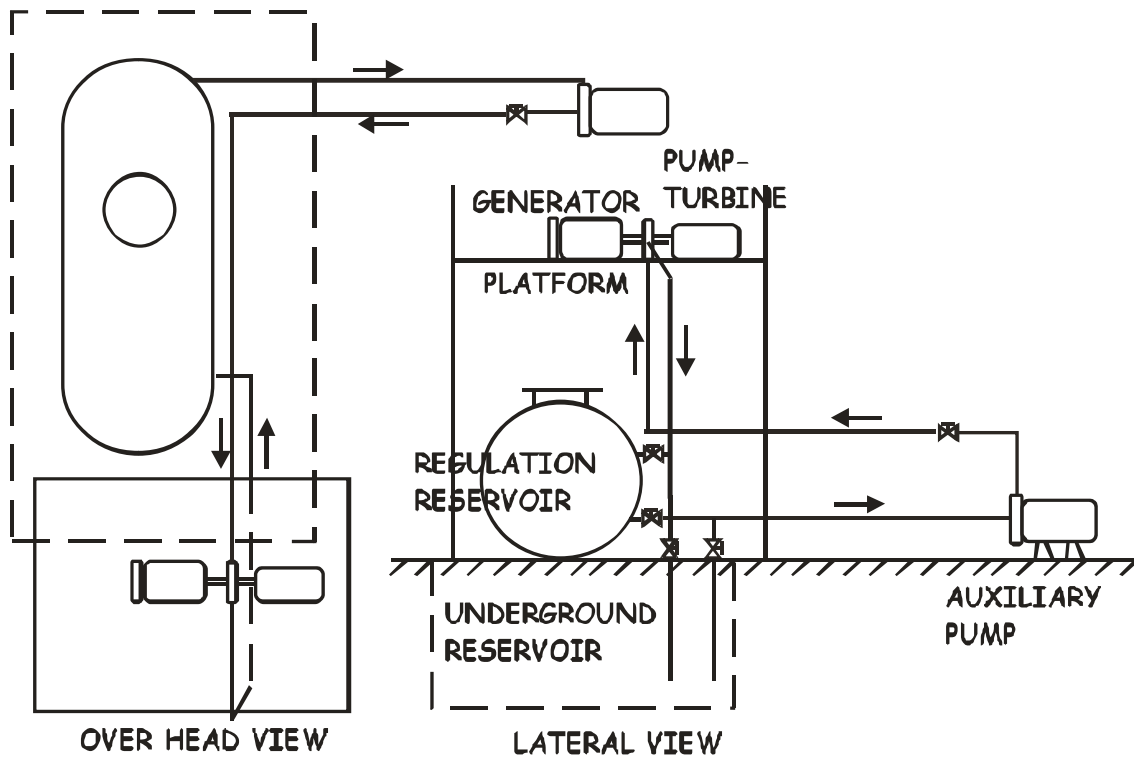 PUMP-
TURBINE
GENERATOR
PLATFORM
REGULATION
RESERVOIR
UNDERGROUND
RESERVOIR
AUXILIARY
PUMP
OVER HEAD VIEW
LATERAL VIEW